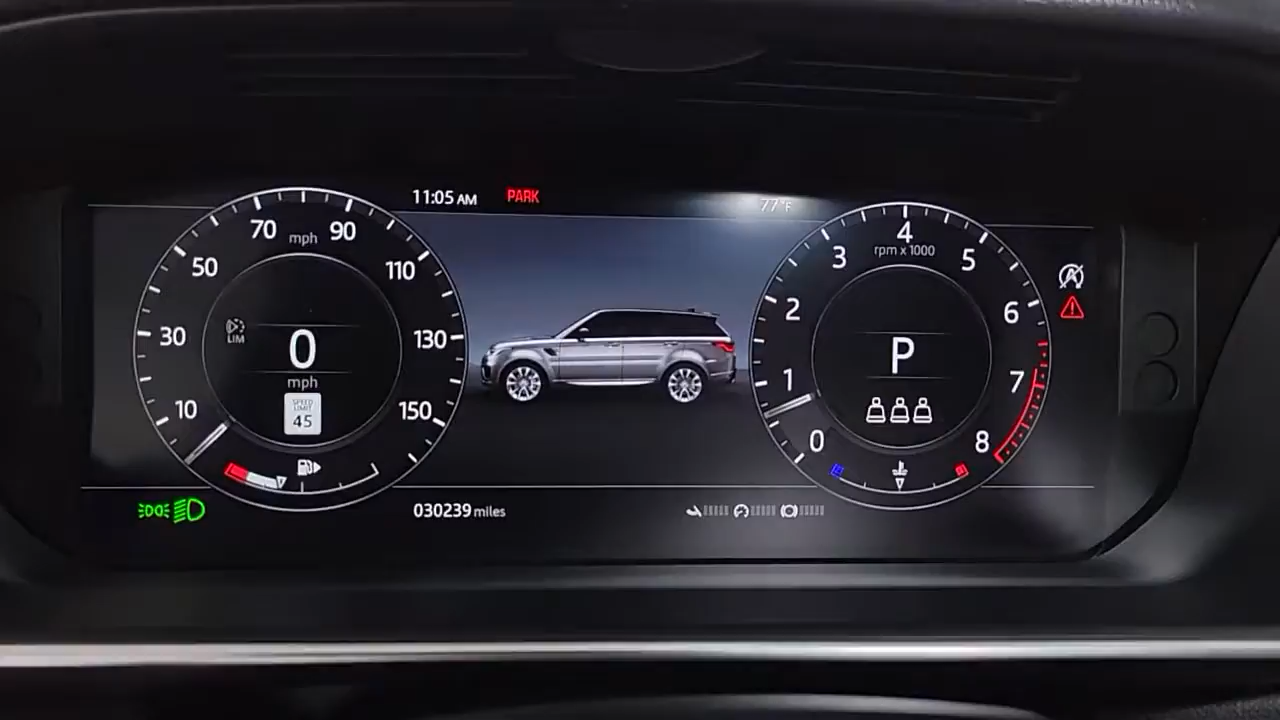 11:05 AM PARK 77°F
70 mph 90
50 110
30 130
LIM
0
mph
10 150
SPEED
LIMIT
45
4
rpm x 1000
3 5
2 6
P
1 7
0 8
A
030239 miles